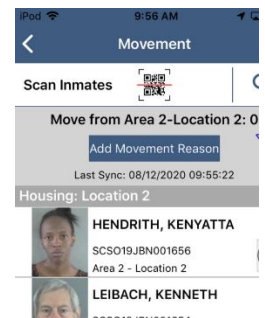 iPod 9:56 AM
Movement
Scan Inmates
Move from Area 2-Location 2: 0
Add Movement Reason
Last Sync: 08/12/2020 09:55:22
Housing: Location 2
HENDRITH, KENYATTA
SCSO19JBN001656
Area 2 - Location 2
LEIBACH, KENNETH